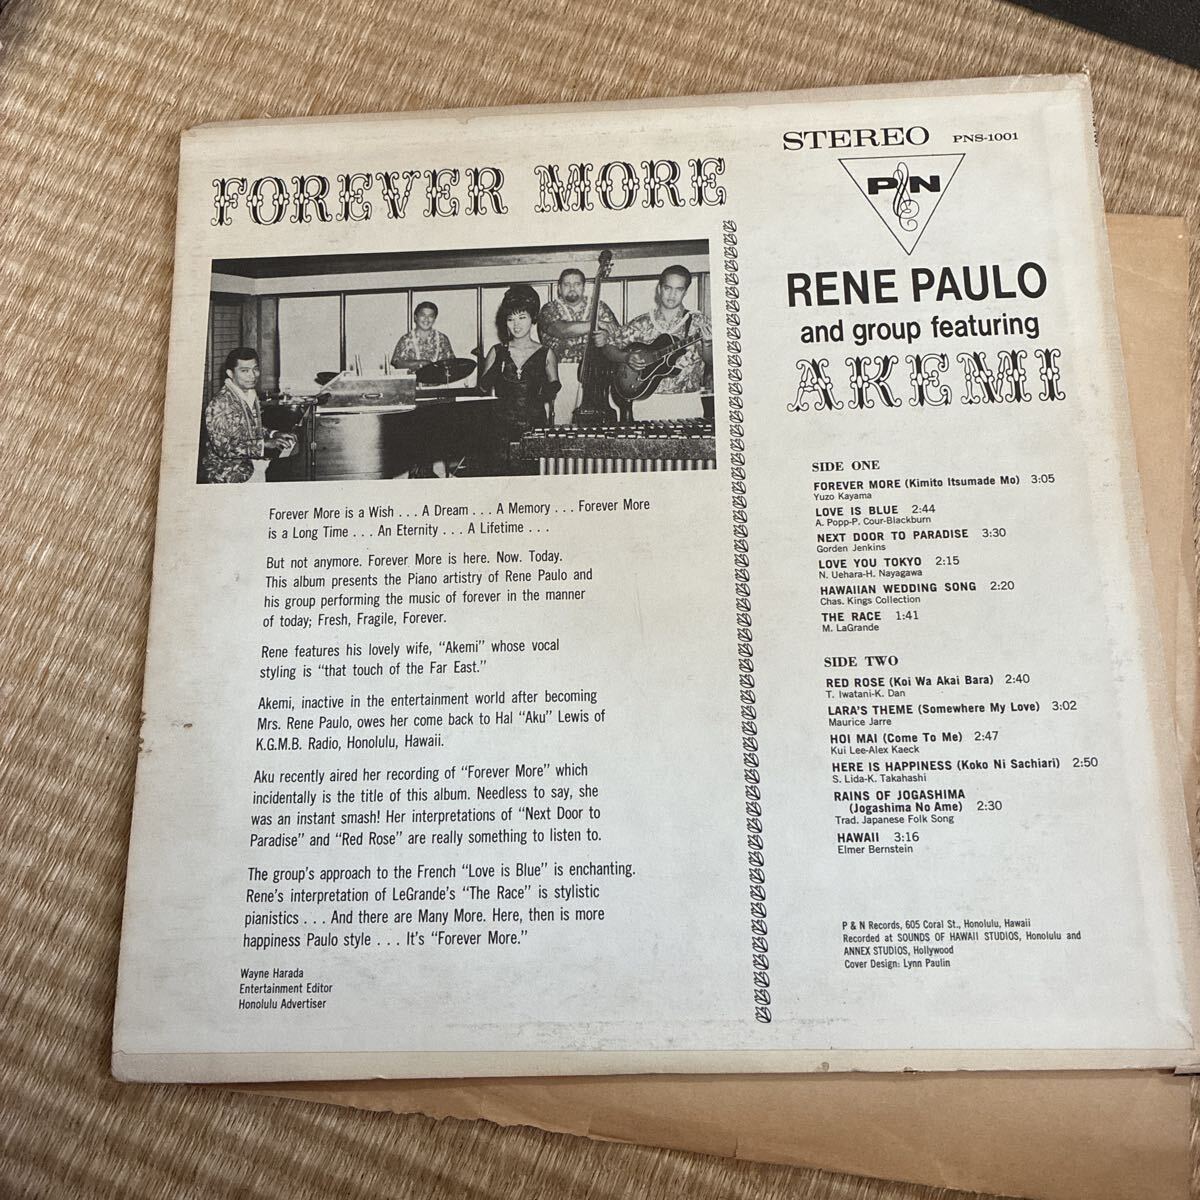 FOREVER MORE
Forever More is a Wish . . . A Dream . . . A Memory . . . Forever More
is a Long Time . . . An Eternity . . . A Lifetime . . .
But not anymore. Forever More is here. Now. Today.
This album presents the Piano artistry of Rene Paulo and
his group performing the music of forever in the manner
of today; Fresh, Fragile, Forever.
Rene features his lovely wife, “Akemi” whose vocal
styling is “that touch of the Far East.”
Akemi, inactive in the entertainment world after becoming
Mrs. Rene Paulo, owes her come back to Hal “Aku” Lewis of
K.G.M.B. Radio, Honolulu, Hawaii.
Aku recently aired her recording of “Forever More” which
incidentally is the title of this album. Needless to say, she
was an instant smash! Her interpretations of “Next Door to
Paradise” and “Red Rose” are really something to listen to.
The group's approach to the French “Love is Blue” is enchanting.
Rene's interpretation of LeGrande's “The Race” is stylistic
pianistics . . . And there are Many More. Here, then is more
happiness Paulo style . . . It's “Forever More.”
Wayne Harada
Entertainment Editor
Honolulu Advertiser
STEREO PNS-1001
P N
RENE PAULO
and group featuring
AKEMI
SIDE ONE
FOREVER MORE (Kimito Itsumade Mo) 3:05
Yuzo Kayama
LOVE IS BLUE 2:44
A. Popp-P. Cour-Blackburn
NEXT DOOR TO PARADISE 3:30
Gorden Jenkins
LOVE YOU TOKYO 2:15
N. Uehara-H. Nayagawa
HAWAIIAN WEDDING SONG 2:20
Chas. Kings Collection
THE RACE 1:41
M. LaGrande
SIDE TWO
RED ROSE (Koi Wa Akai Bara) 2:40
T. Iwatani-K. Dan
LARA'S THEME (Somewhere My Love) 3:02
Maurice Jarre
HOI MAI (Come To Me) 2:47
Kui Lee-Alex Kaeck
HERE IS HAPPINESS (Koko Ni Sachiari) 2:50
S. Lida-K. Takahashi
RAINS OF JOGASHIMA
(Jogashima No Ame) 2:30
Trad. Japanese Folk Song
HAWAII 3:16
Elmer Bernstein
P & N Records, 605 Coral St., Honolulu, Hawaii
Recorded at SOUNDS OF HAWAII STUDIOS, Honolulu and
ANNEX STUDIOS, Hollywood
Cover Design: Lynn Paulin